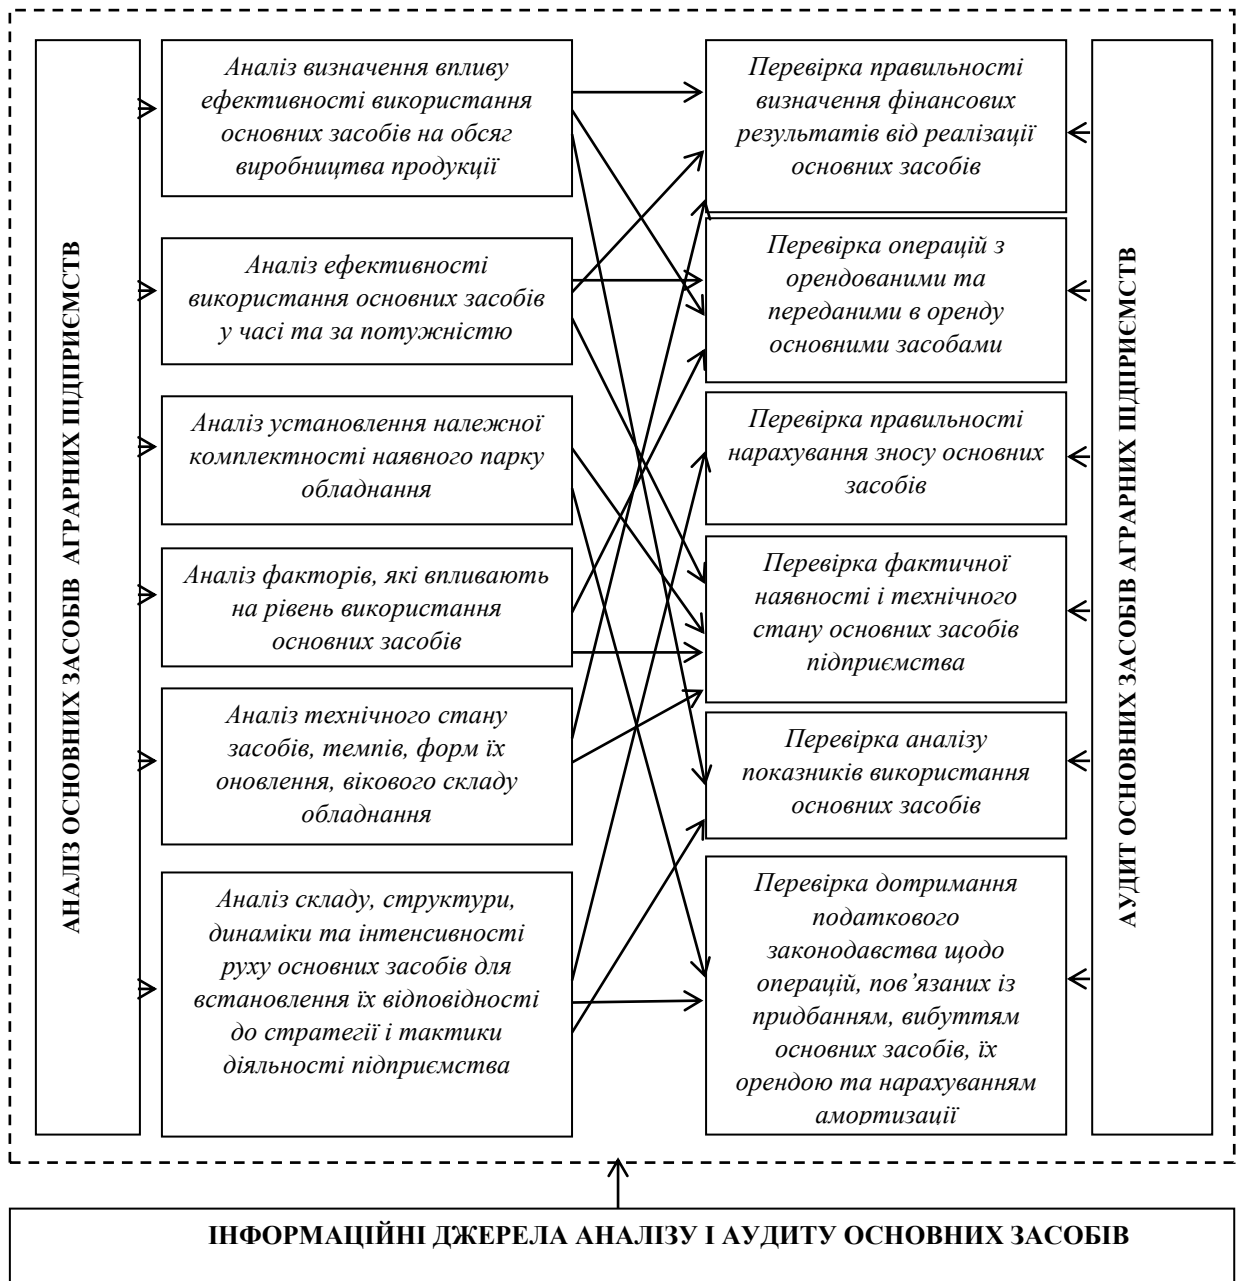 АНАЛІЗ ОСНОВНИХ ЗАСОБІВ АГРАРНИХ ПІДПРИЄМСТВ
Аналіз визначення впливу
ефективності використання
основних засобів на обсяг
виробництва продукції
Аналіз ефективності
використання основних засобів
у часі та за потужністю
Аналіз установлення належної
комплектності наявного парку
обладнання
Аналіз факторів, які впливають
на рівень використання
основних засобів
Аналіз технічного стану
засобів, темпів, форм їх
оновлення, вікового складу
обладнання
Аналіз складу, структури,
динаміки та інтенсивності
руху основних засобів для
встановлення їх відповідності
до стратегії і тактики
діяльності підприємства
Перевірка правильності
визначення фінансових
результатів від реалізації
основних засобів
Перевірка операцій з
орендованими та
переданими в оренду
основними засобами
Перевірка правильності
нарахування зносу основних
засобів
Перевірка фактичної
наявності і технічного
стану основних засобів
підприємства
Перевірка аналізу
показників використання
основних засобів
Перевірка дотримання
податкового
законодавства щодо
операцій, пов’язаних із
придбанням, вибуттям
основних засобів, їх
орендою та нарахуванням
амортизації
АУДИТ ОСНОВНИХ ЗАСОБІВ АГРАРНИХ ПІДПРИЄМСТВ
ІНФОРМАЦІЙНІ ДЖЕРЕЛА АНАЛІЗУ І АУДИТУ ОСНОВНИХ ЗАСОБІВ